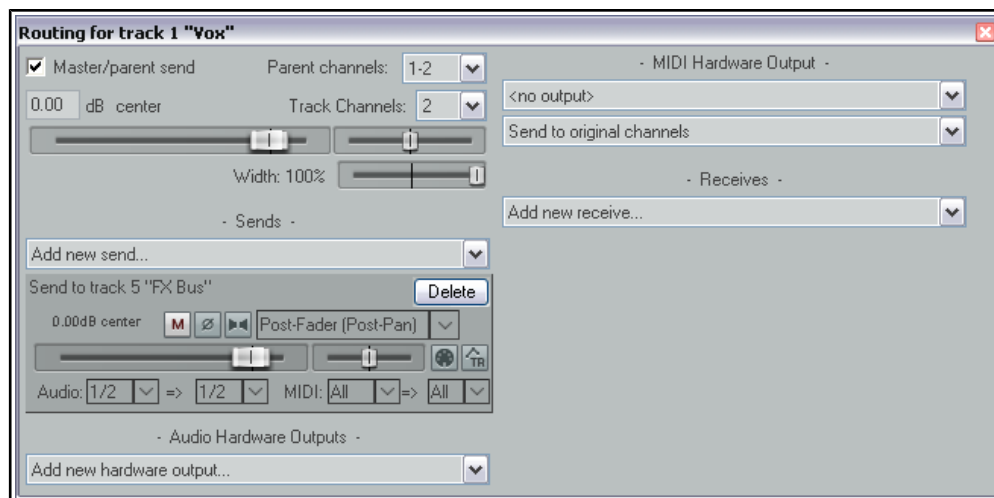 Routing for track 1 "Vox"
Master/parent send Parent channels: 1-2
0.00 dB center Track Channels: 2
Width: 100%
- Sends -
Add new send...
Send to track 5 "FX Bus" Delete
0.00dB center M Ø Post-Fader (Post-Pan)
TR
Audio: 1/2 => 1/2 MIDI: All => All
- Audio Hardware Outputs -
Add new hardware output...
- MIDI Hardware Output -
<no output>
Send to original channels
- Receives -
Add new receive...